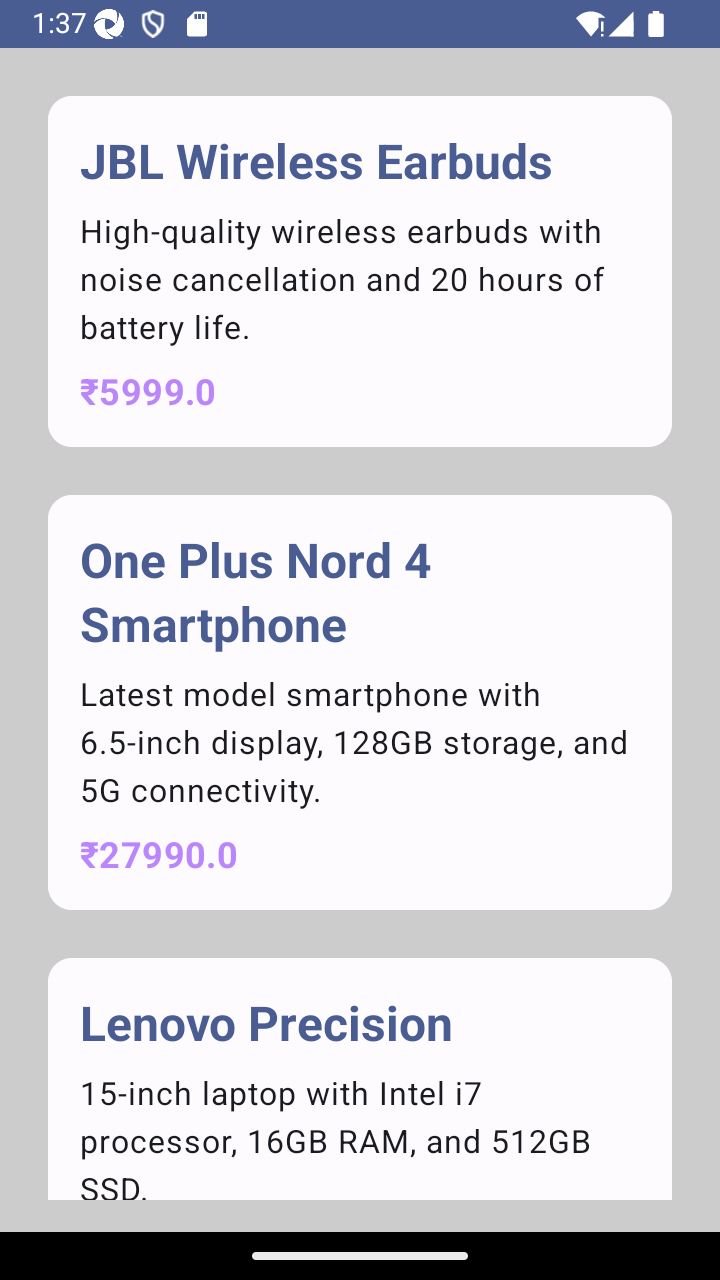 1:37
JBL Wireless Earbuds
High-quality wireless earbuds with
noise cancellation and 20 hours of
battery life.
₹5999.0
One Plus Nord 4
Smartphone
Latest model smartphone with
6.5-inch display, 128GB storage, and
5G connectivity.
₹27990.0
Lenovo Precision
15-inch laptop with Intel i7
processor, 16GB RAM, and 512GB
SSD.